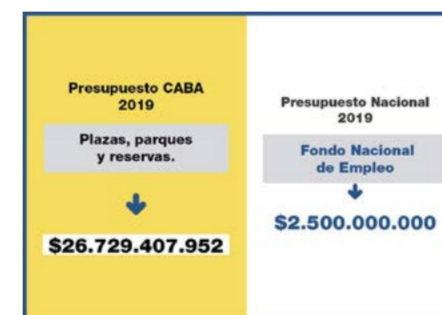 Presupuesto CABA
2019
Plazas, parques
y reservas.
$26.729.407.952
Presupuesto Nacional
2019
Fondo Nacional
de Empleo
$2.500.000.000